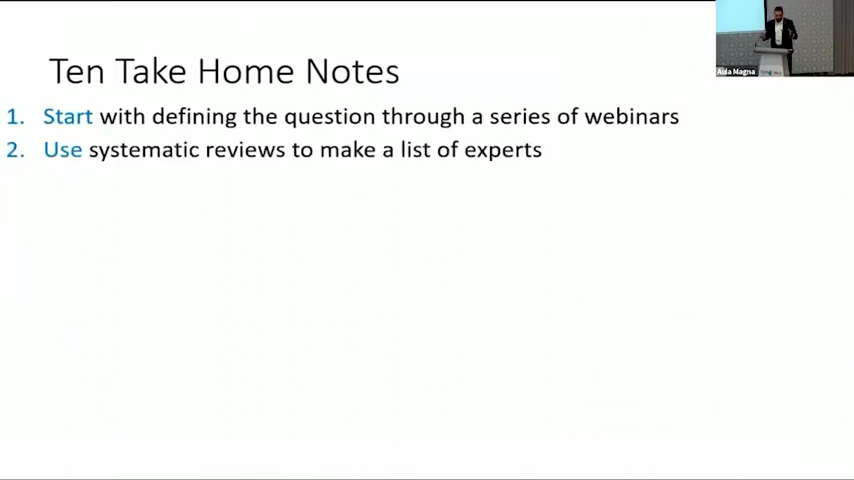 Aula Magna
Ten Take Home Notes
1. Start with defining the question through a series of webinars
2. Use systematic reviews to make a list of experts